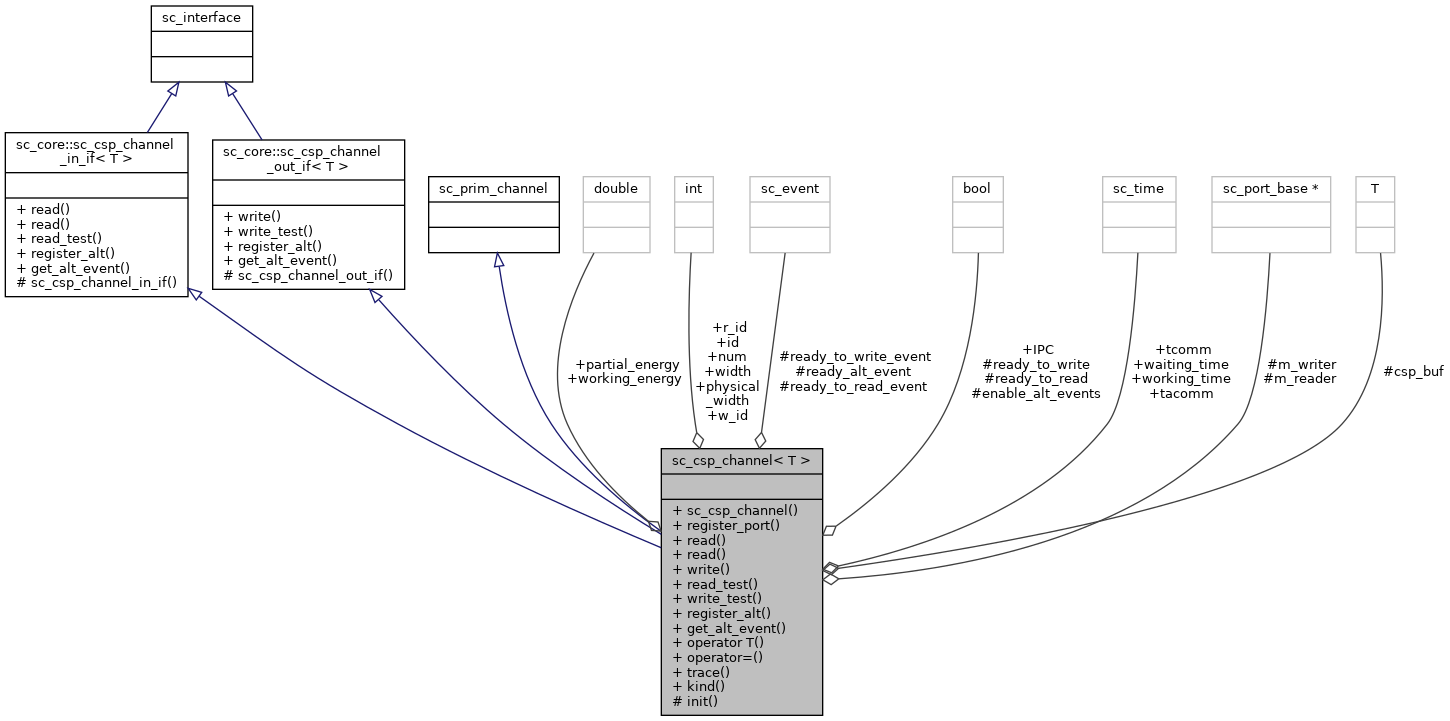 sc_interface
sc_core::sc_csp_channel
_in_if< T >
+ read()
+ read()
+ read_test()
+ register_alt()
+ get_alt_event()
# sc_csp_channel_in_if()
sc_core::sc_csp_channel
_out_if< T >
+ write()
+ write_test()
+ register_alt()
+ get_alt_event()
# sc_csp_channel_out_if()
sc_prim_channel
double
int
sc_event
bool
sc_time
sc_port_base *
T
+partial_energy
+working_energy
+r_id
+id
+num
+width
+physical
_width
+w_id
#ready_to_write_event
#ready_alt_event
#ready_to_read_event
+IPC
#ready_to_write
#ready_to_read
#enable_alt_events
+tcomm
+waiting_time
+working_time
+tacomm
#m_writer
#m_reader
#csp_buf
sc_csp_channel< T >
+ sc_csp_channel()
+ register_port()
+ read()
+ read()
+ write()
+ read_test()
+ write_test()
+ register_alt()
+ get_alt_event()
+ operator T()
+ operator=()
+ trace()
+ kind()
# init()